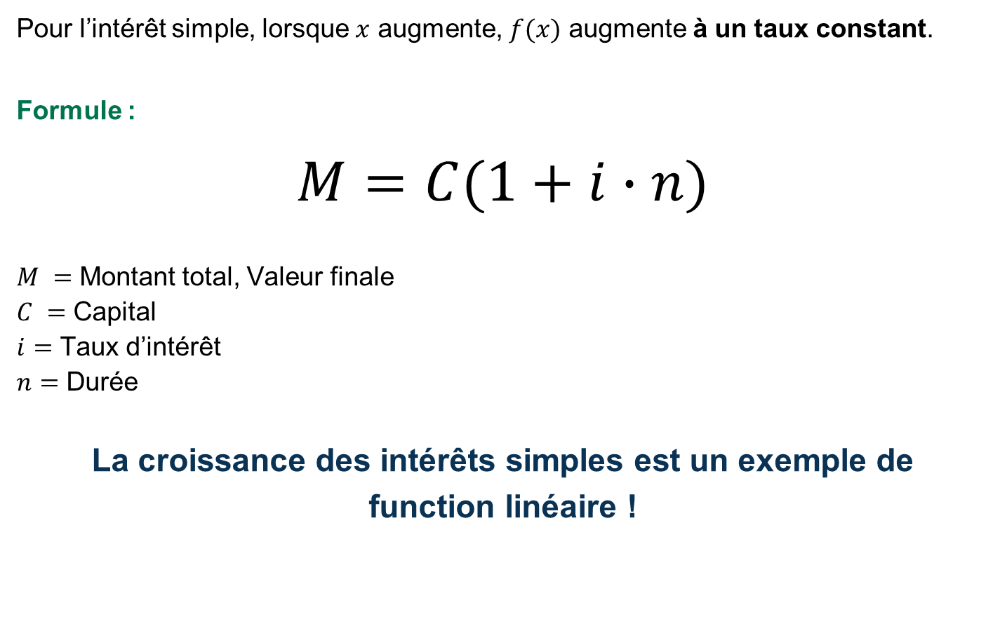 Pour l’intérêt simple, lorsque x augmente, f(x) augmente à un taux constant.
Formule :
M = C(1 + i · n)
M = Montant total, Valeur finale
C = Capital
i = Taux d’intérêt
n = Durée
La croissance des intérêts simples est un exemple de
function linéaire !